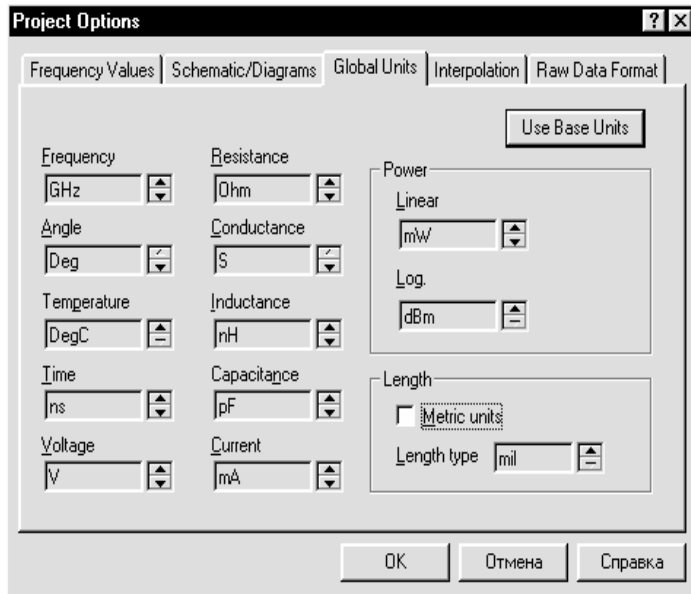 Project Options
Frequency Values Schematic/Diagrams Global Units Interpolation Raw Data Format
Use Base Units
Frequency
GHz
Angle
Deg
Temperature
DegC
Time
ns
Voltage
V
Resistance
Ohm
Conductance
S
Inductance
nH
Capacitance
pF
Current
mA
Power
Linear
mW
Log.
dBm
Length
Metric units
Length type mil
OK Отмена Справка